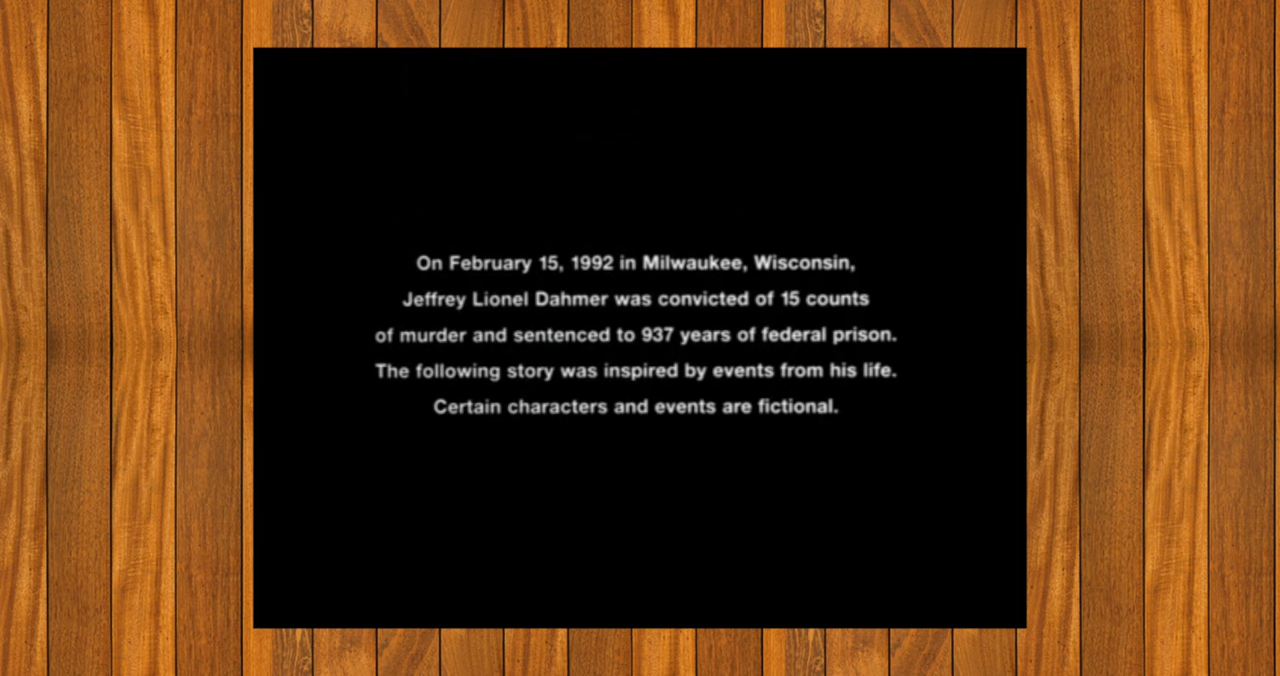 On February 15, 1992 in Milwaukee, Wisconsin,
Jeffrey Lionel Dahmer was convicted of 15 counts
of murder and sentenced to 937 years of federal prison.
The following story was inspired by events from his life.
Certain characters and events are fictional.